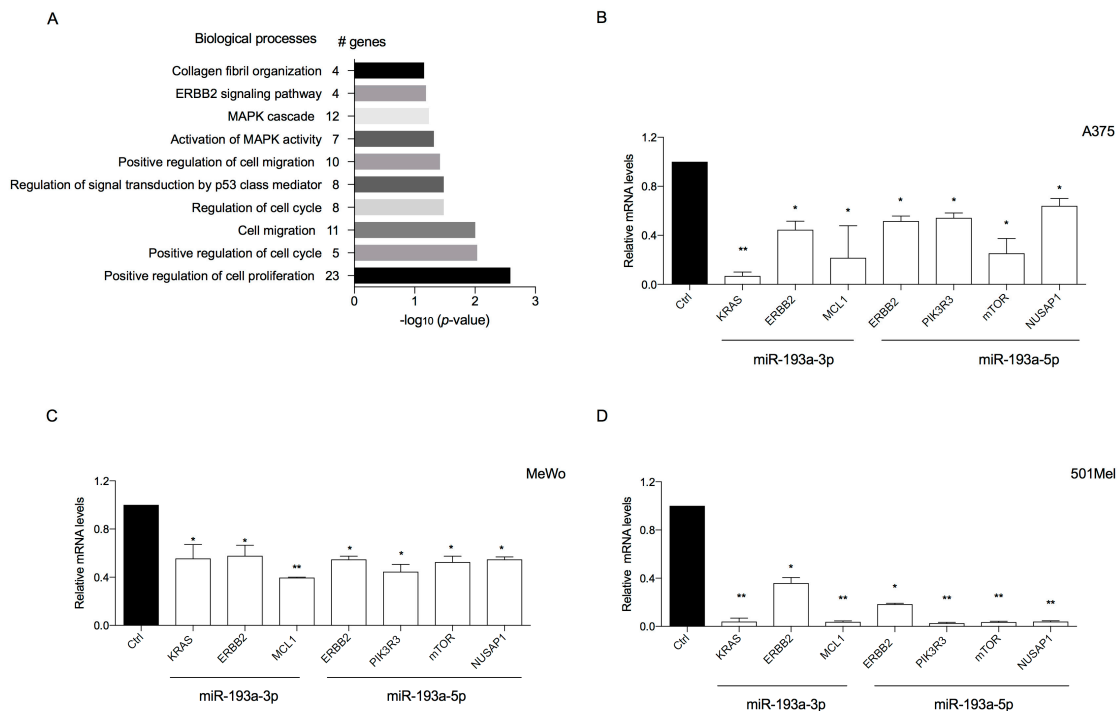 A
Biological processes # genes
Collagen fibril organization 4
ERBB2 signaling pathway 4
MAPK cascade 12
Activation of MAPK activity 7
Positive regulation of cell migration 10
Regulation of signal transduction by p53 class mediator 8
Regulation of cell cycle 8
Cell migration 11
Positive regulation of cell cycle 5
Positive regulation of cell proliferation 23
0 1 2 3
-log10 (p-value)
B
A375
Relative mRNA levels
1.2
0.8
0.4
0.0
** * * * * * *
Ctrl KRAS ERBB2 MCL1 ERBB2 PIK3R3 mTOR NUSAP1
miR-193a-3p miR-193a-5p
C
MeWo
Relative mRNA levels
1.2
0.8
0.4
0.0
* * ** * * * *
Ctrl KRAS ERBB2 MCL1 ERBB2 PIK3R3 mTOR NUSAP1
miR-193a-3p miR-193a-5p
D
501Mel
Relative mRNA levels
1.2
0.8
0.4
0.0
** * ** * ** ** **
Ctrl KRAS ERBB2 MCL1 ERBB2 PIK3R3 mTOR NUSAP1
miR-193a-3p miR-193a-5p